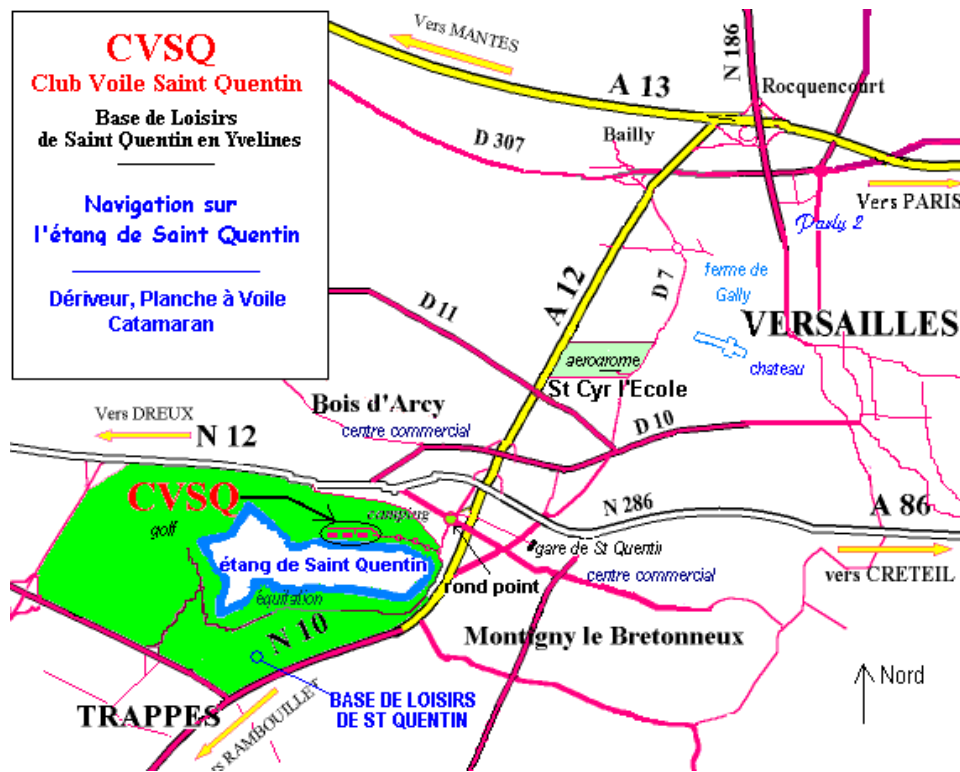 CVSQ
Club Voile Saint Quentin
Base de Loisirs
de Saint Quentin en Yvelines
Navigation sur
l'étang de Saint Quentin
Dériveur, Planche à Voile
Catamaran
Vers MANTES
A 13
N 186
Rocquencourt
Bailly
D 307
Vers PARIS
Parly 2
A 12
D 7
ferme de
Gally
D 11
VERSAILLES
aerodrome
chateau
St Cyr l'Ecole
Bois d'Arcy
Vers DREUX
N 12
centre commercial
D 10
CVSQ
camping
golf
N 286
A 86
gare de St Quentin
étang de Saint Quentin
rond point
centre commercial
vers CRETEIL
équitation
N 10
Montigny le Bretonneux
Nord
BASE DE LOISIRS
DE ST QUENTIN
TRAPPES
RAMBOUILLET